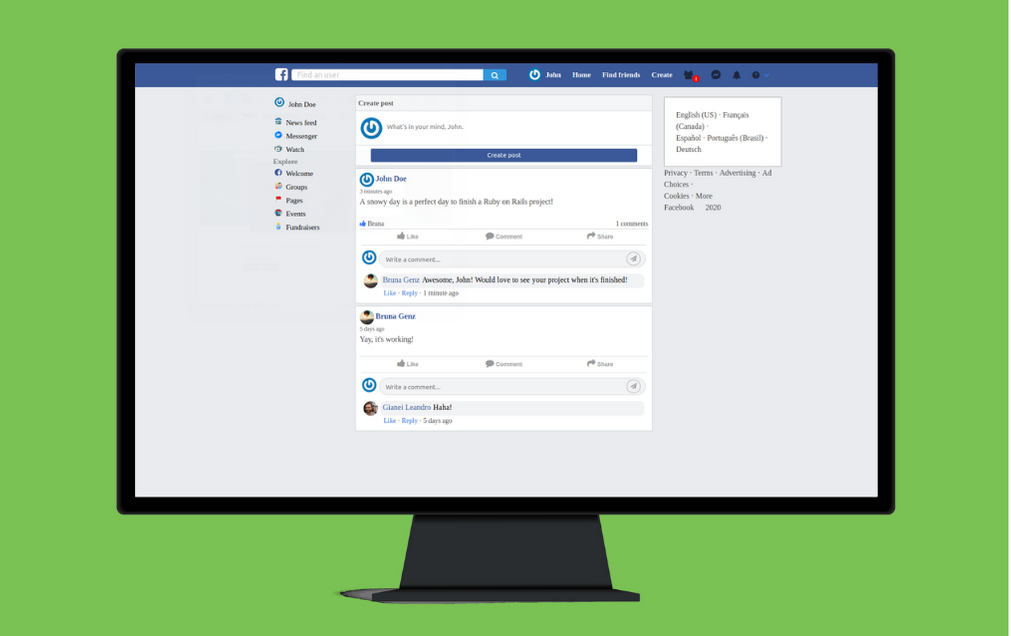 f Find an user John Home Find friends Create 1
John Doe
News feed
Messenger
Watch
Explore
Welcome
Groups
Pages
Events
Fundraisers
Create post
What's in your mind, John.
Create post
John Doe
3 minutes ago
A snowy day is a perfect day to finish a Ruby on Rails project!
Bruna 1 comments
Like Comment Share
Write a comment...
Bruna Genz Awesome, John! Would love to see your project when it's finished!
Like · Reply · 1 minute ago
Bruna Genz
5 days ago
Yay, it's working!
Like Comment Share
Write a comment...
Gianei Leandro Haha!
Like · Reply · 5 days ago
English (US) · Français
(Canada) ·
Español · Português (Brasil) ·
Deutsch
Privacy · Terms · Advertising · Ad
Choices ·
Cookies · More
Facebook 2020